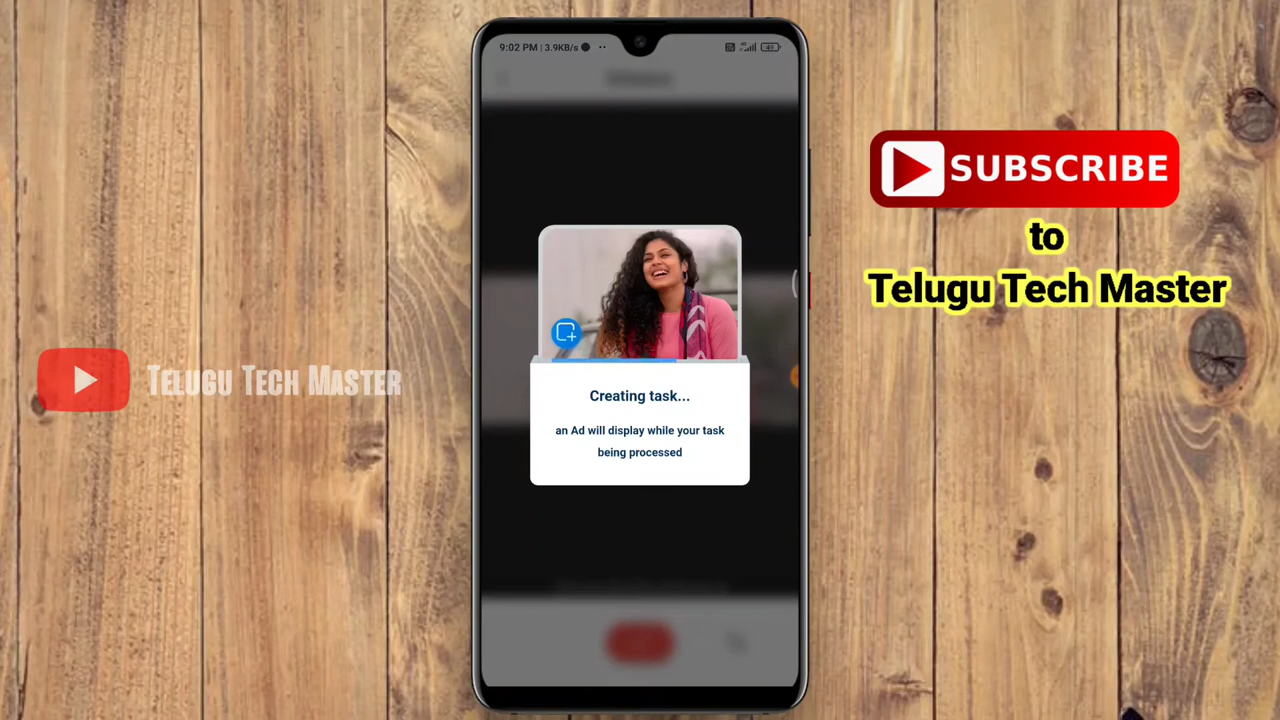 9:02 PM | 3.9KB/s
49
SUBSCRIBE
to
Telugu Tech Master
TELUGU TECH MASTER
Creating task...
an Ad will display while your task
being processed